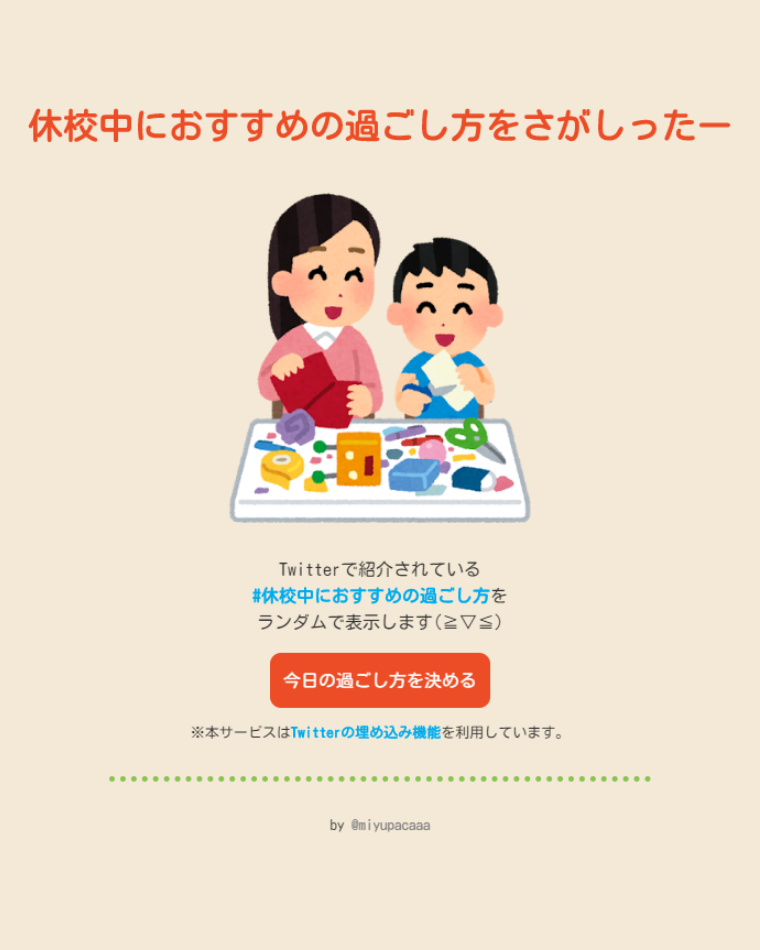 休校中におすすめの過ごし方をさがしったー
Twitterで紹介されている
#休校中におすすめの過ごし方を
ランダムで表示します(≧▽≦)
今日の過ごし方を決める
※本サービスはTwitterの埋め込み機能を利用しています。
by @miyupacaaa